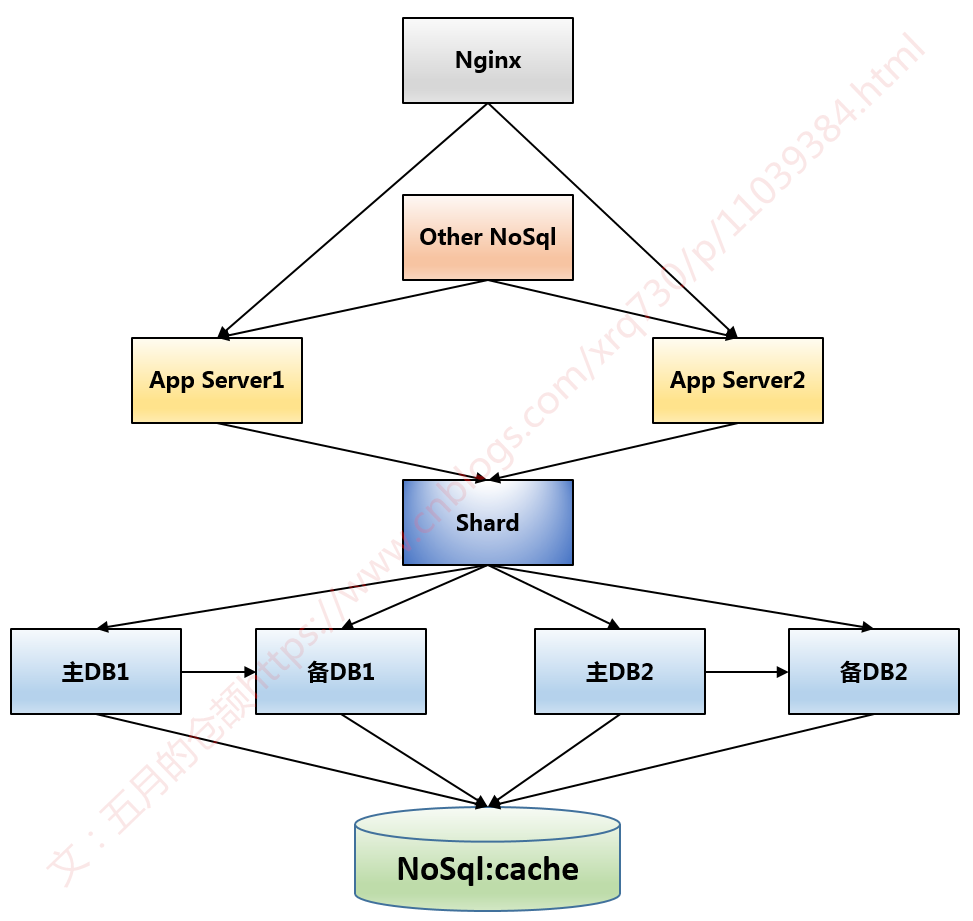 Nginx
Other NoSql
App Server1
App Server2
Shard
主DB1
备DB1
主DB2
备DB2
NoSql:cache
文：五月的仓颉https://www.cnblogs.com/xrq730/p/11039384.html